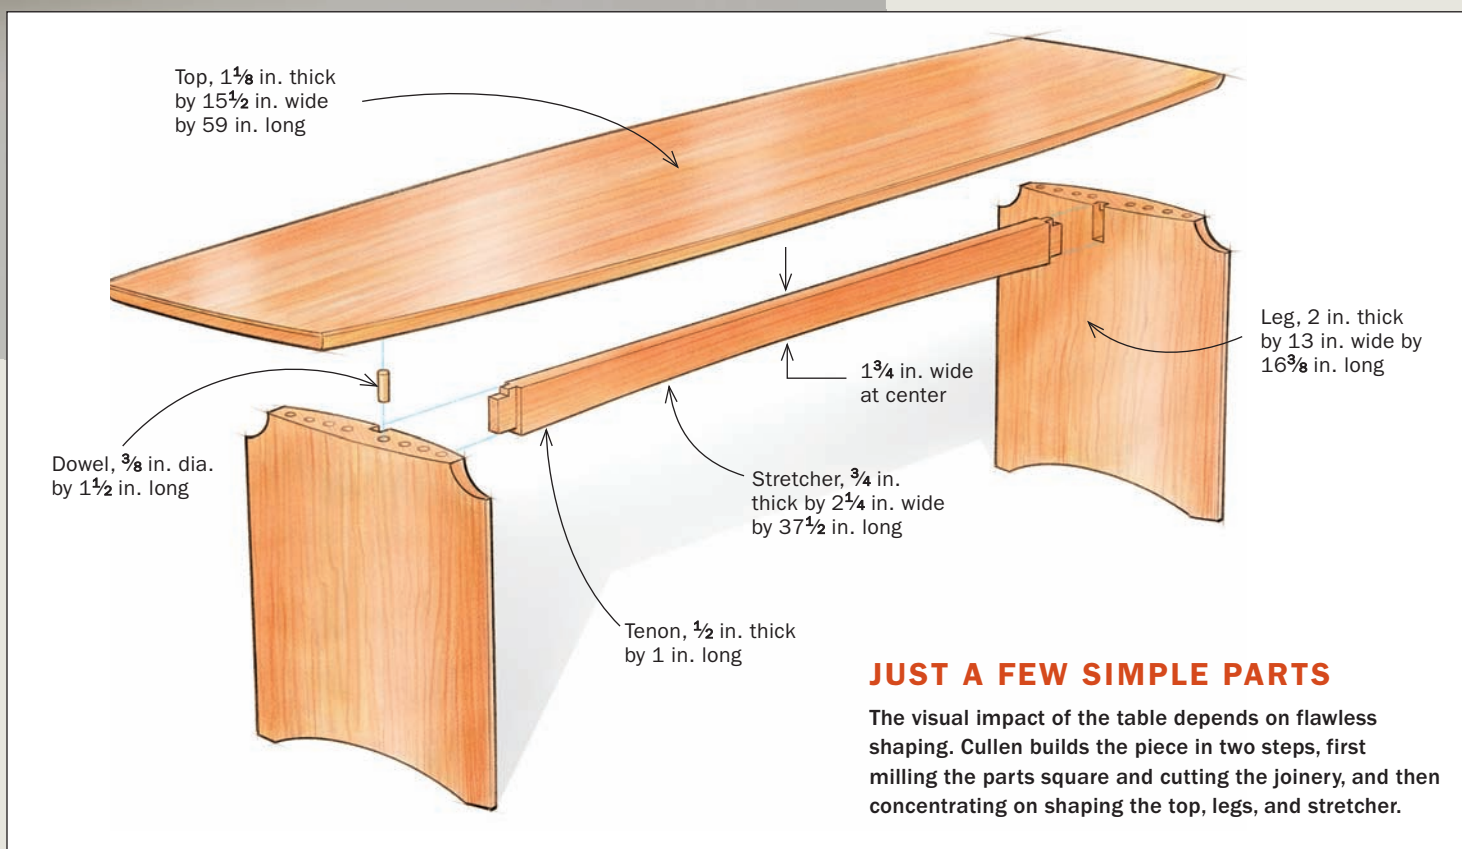 Top, 1⅛ in. thick
by 15½ in. wide
by 59 in. long
Leg, 2 in. thick
by 13 in. wide by
16⅜ in. long
1¾ in. wide
at center
Dowel, ⅜ in. dia.
by 1½ in. long
Stretcher, ¾ in.
thick by 2¼ in. wide
by 37½ in. long
Tenon, ½ in. thick
by 1 in. long
JUST A FEW SIMPLE PARTS
The visual impact of the table depends on flawless
shaping. Cullen builds the piece in two steps, first
milling the parts square and cutting the joinery, and then
concentrating on shaping the top, legs, and stretcher.